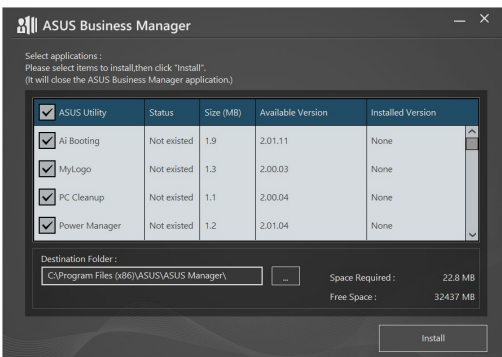 ASUS Business Manager
Select applications :
Please select items to install,then click "Install".
(It will close the ASUS Business Manager application.)
ASUS Utility Status Size (MB) Available Version Installed Version
Ai Booting Not existed 1.9 2.01.11 None
MyLogo Not existed 1.3 2.00.03 None
PC Cleanup Not existed 1.1 2.00.04 None
Power Manager Not existed 1.2 2.01.04 None
Destination Folder :
C:\Program Files (x86)\ASUS\ASUS Manager\ ...
Space Required : 22.8 MB
Free Space : 32437 MB
Install